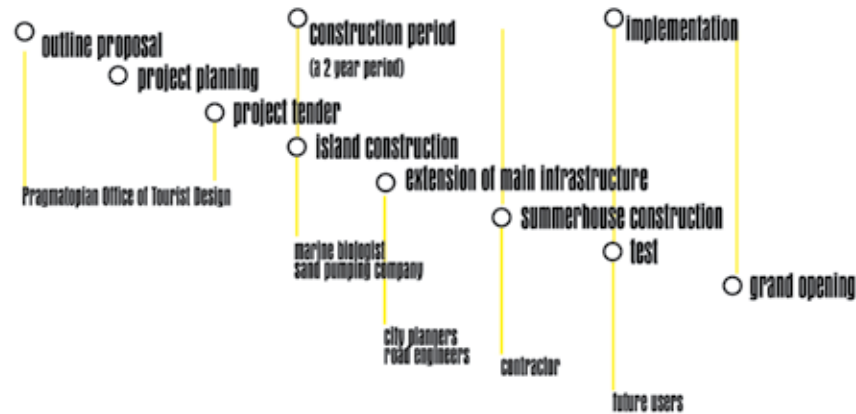 outline proposal
project planning
project tender
construction period
(a 2 year period)
island construction
extension of main infrastructure
summerhouse construction
implementation
test
grand opening
Pragmatopian Office of Tourist Design
marine biologist
sand pumping company
city planners
road engineers
contractor
future users